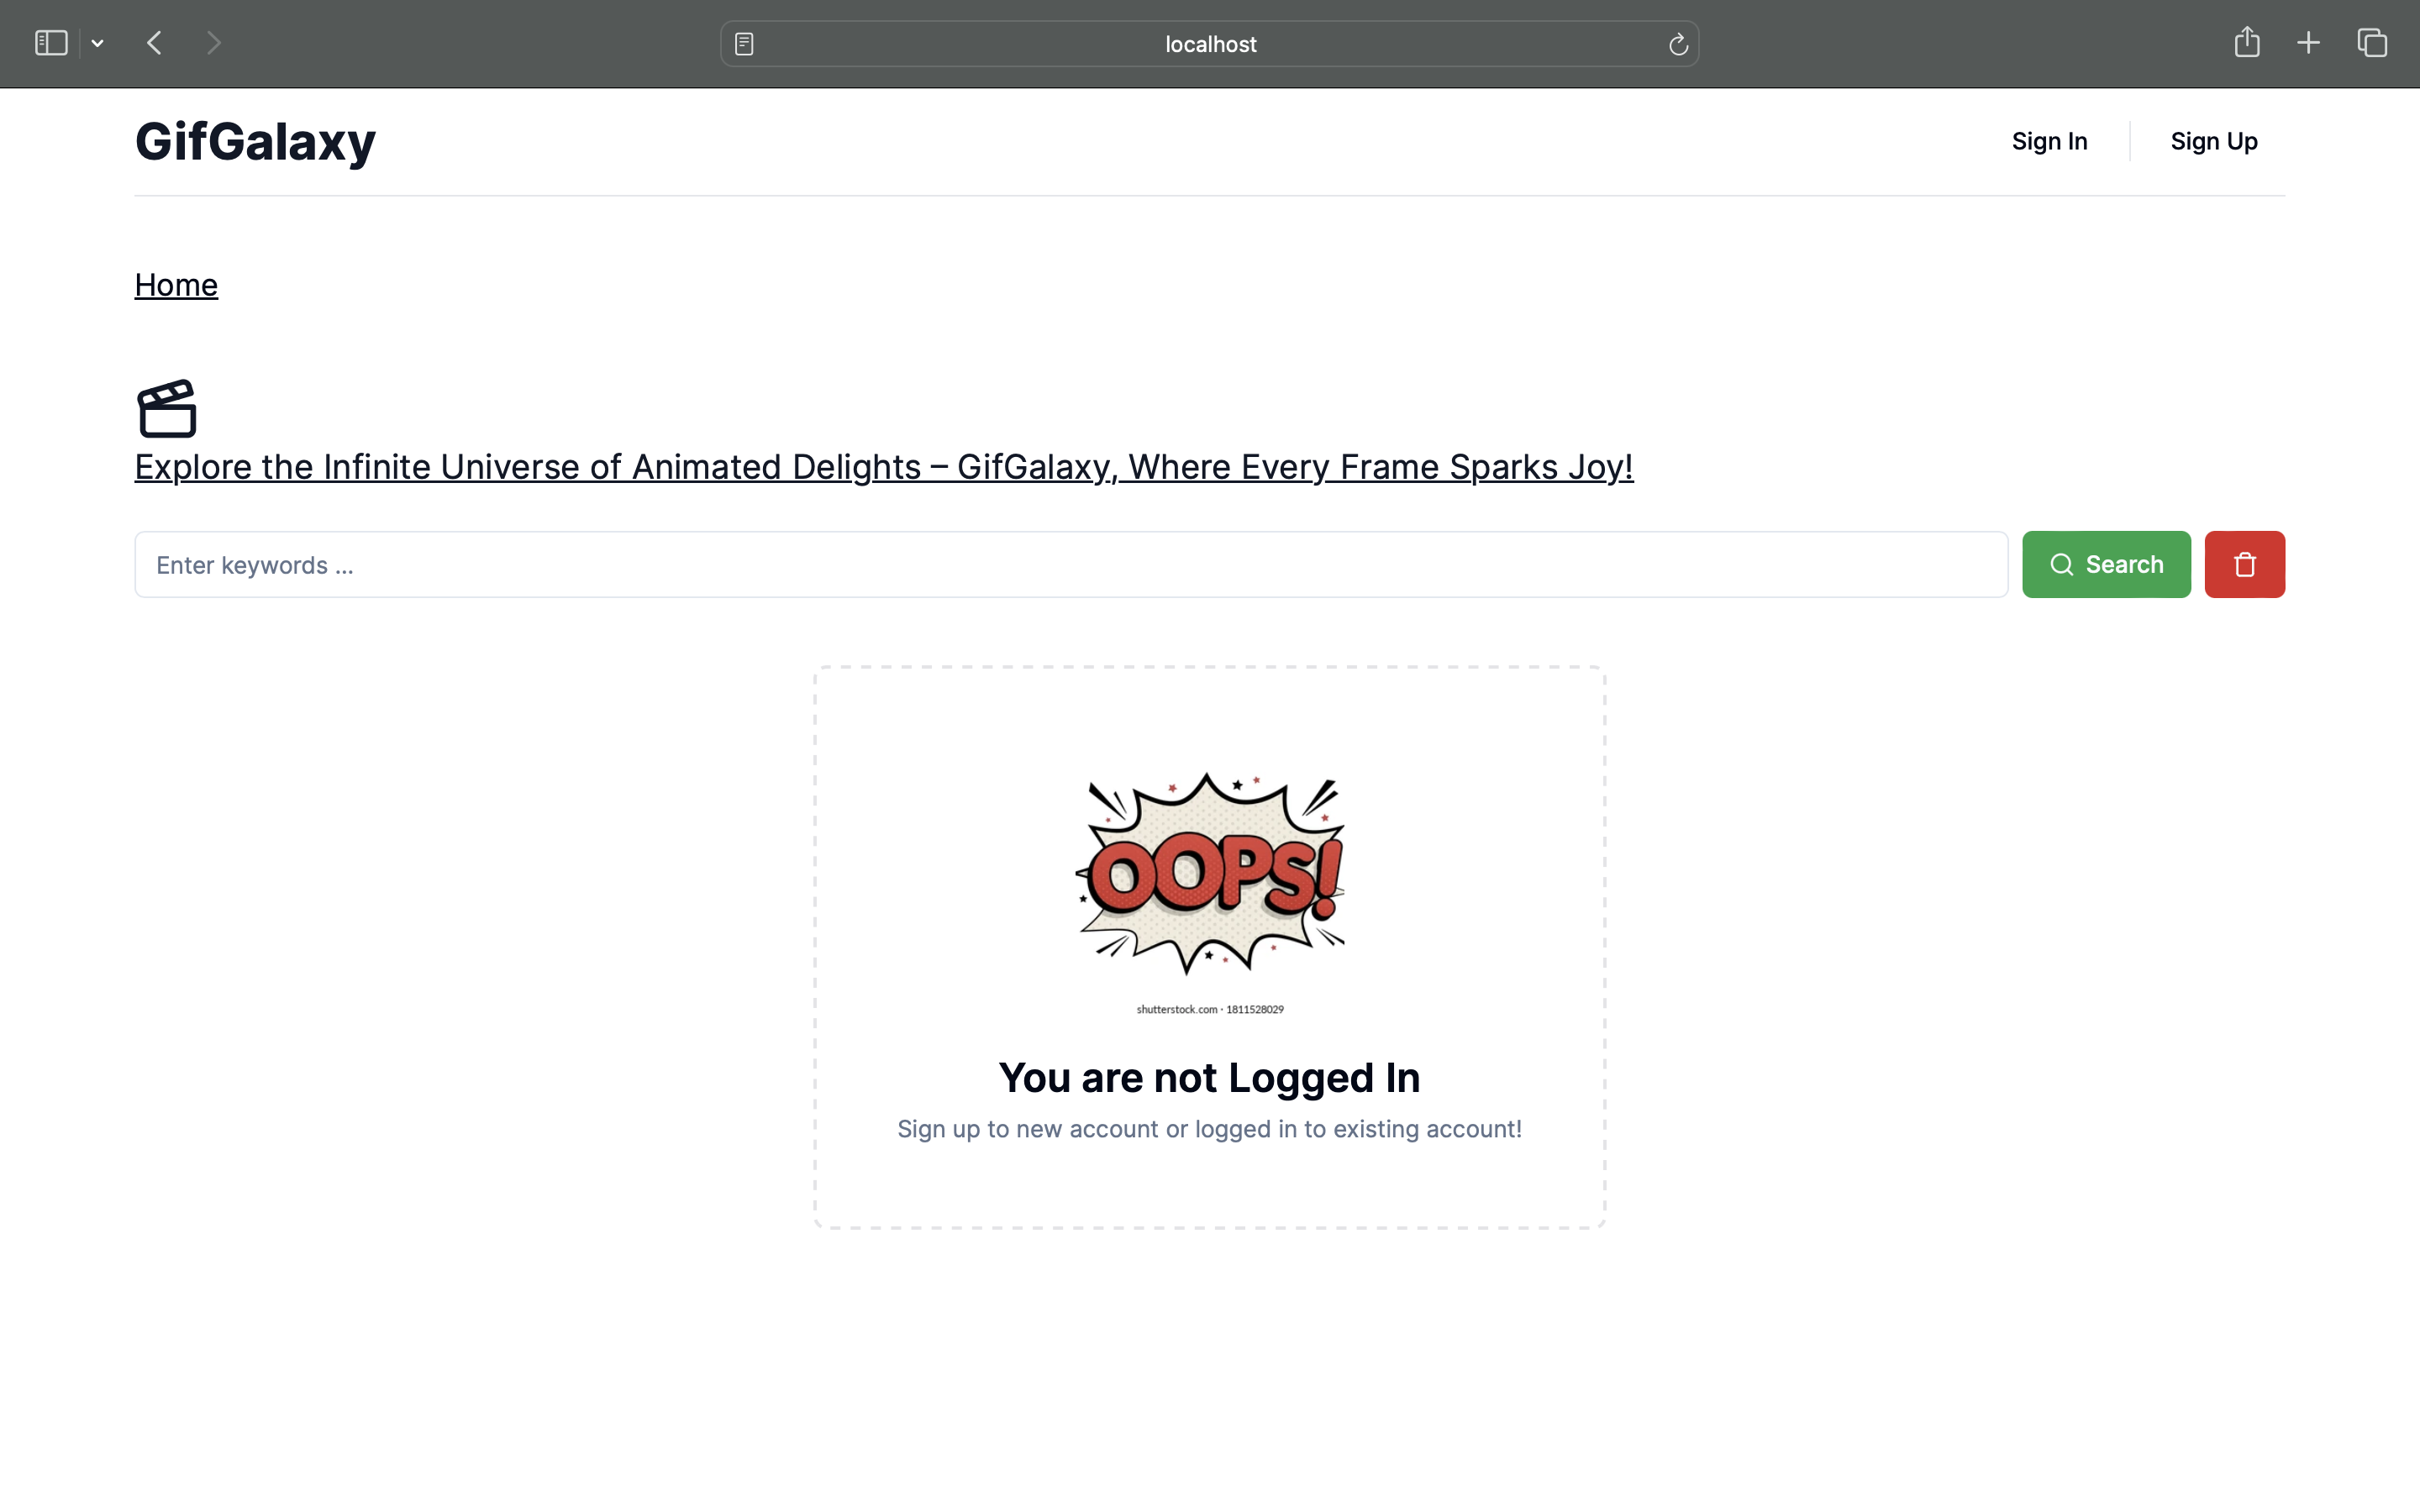 localhost
GifGalaxy
Sign In
Sign Up
Home
Explore the Infinite Universe of Animated Delights – GifGalaxy, Where Every Frame Sparks Joy!
Enter keywords ...
Search
OOPS!
shutterstock.com · 1811528029
You are not Logged In
Sign up to new account or logged in to existing account!